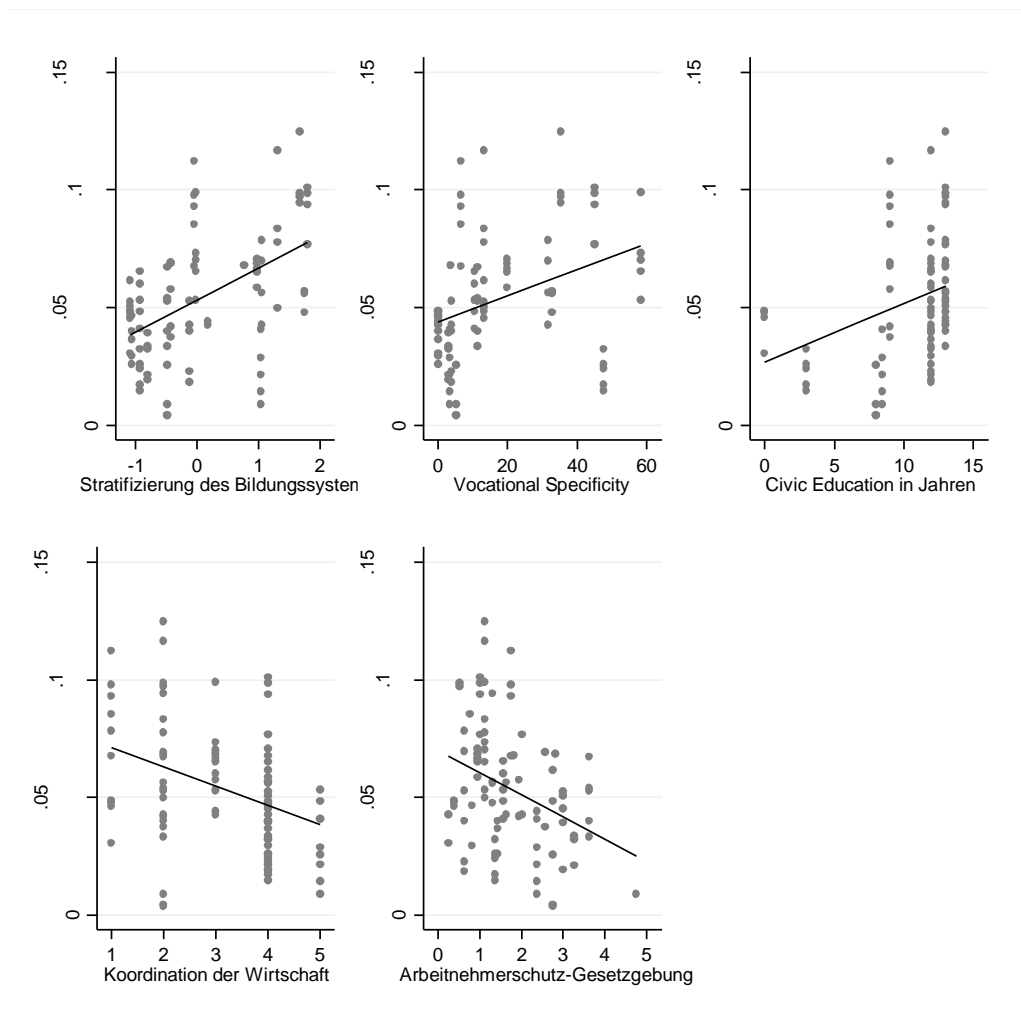 .15
.1
.05
0
-1 0 1 2
Stratifizierung des Bildungssysten
.15
.1
.05
0
0 20 40 60
Vocational Specificity
.15
.1
.05
0
0 5 10 15
Civic Education in Jahren
.15
.1
.05
0
1 2 3 4 5
Koordination der Wirtschaft
.15
.1
.05
0
0 1 2 3 4 5
Arbeitnehmerschutz-Gesetzgebung